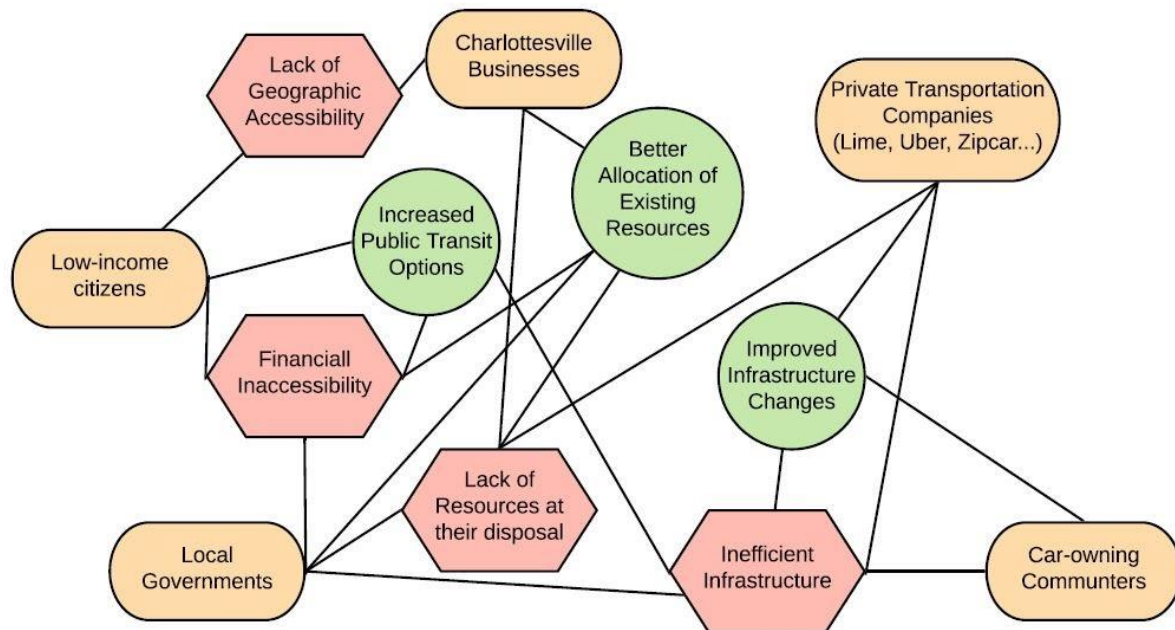 Lack of
Geographic
Accessibility
Charlottesville
Businesses
Private Transportation
Companies
(Lime, Uber, Zipcar...)
Better
Allocation of
Existing
Resources
Increased
Public Transit
Options
Low-income
citizens
Financiall
Inaccessibility
Improved
Infrastructure
Changes
Lack of
Resources at
their disposal
Local
Governments
Inefficient
Infrastructure
Car-owning
Communters